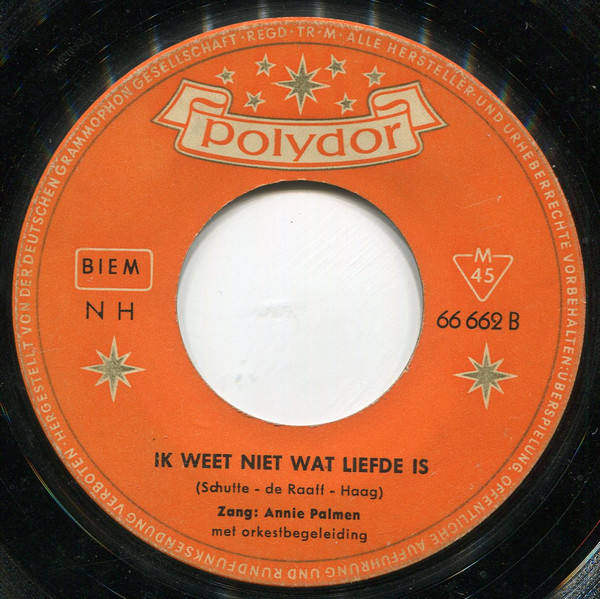 HERGESTELLT VON DER DEUTSCHEN GRAMMOPHON GESELLSCHAFT · REGD · TR · M · ALLE HERSTELLER- UND URHEBERRECHTE VORBEHALTEN: ÜBERSPIELUNG, ÖFFENTLICHE AUFFÜHRUNG UND RUNDFUNKSENDUNG VERBOTEN ·
Polydor
BIEM
N H
M
45
66 662 B
IK WEET NIET WAT LIEFDE IS
(Schutte - de Raaff - Haag)
Zang: Annie Palmen
met orkestbegeleiding